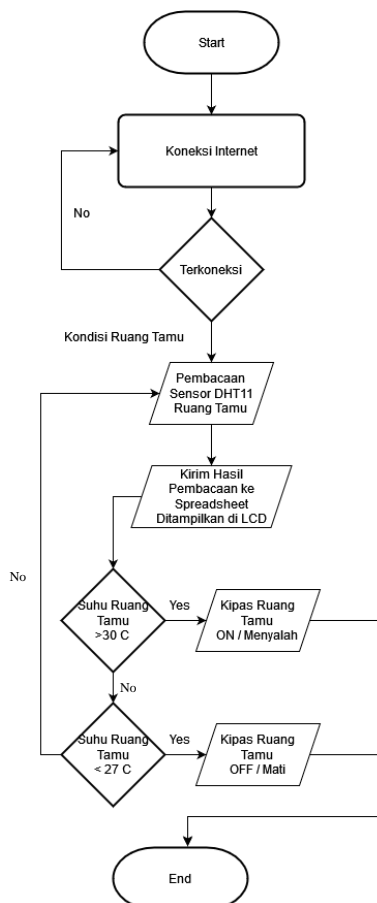 Start
Koneksi Internet
No
Terkoneksi
Kondisi Ruang Tamu
Pembacaan
Sensor DHT11
Ruang Tamu
Kirim Hasil
Pembacaan ke
Spreadsheet
Ditampilkan di LCD
No
Suhu Ruang
Tamu
>30 C
Yes
Kipas Ruang
Tamu
ON / Menyalah
No
Suhu Ruang
Tamu
< 27 C
Yes
Kipas Ruang
Tamu
OFF / Mati
End